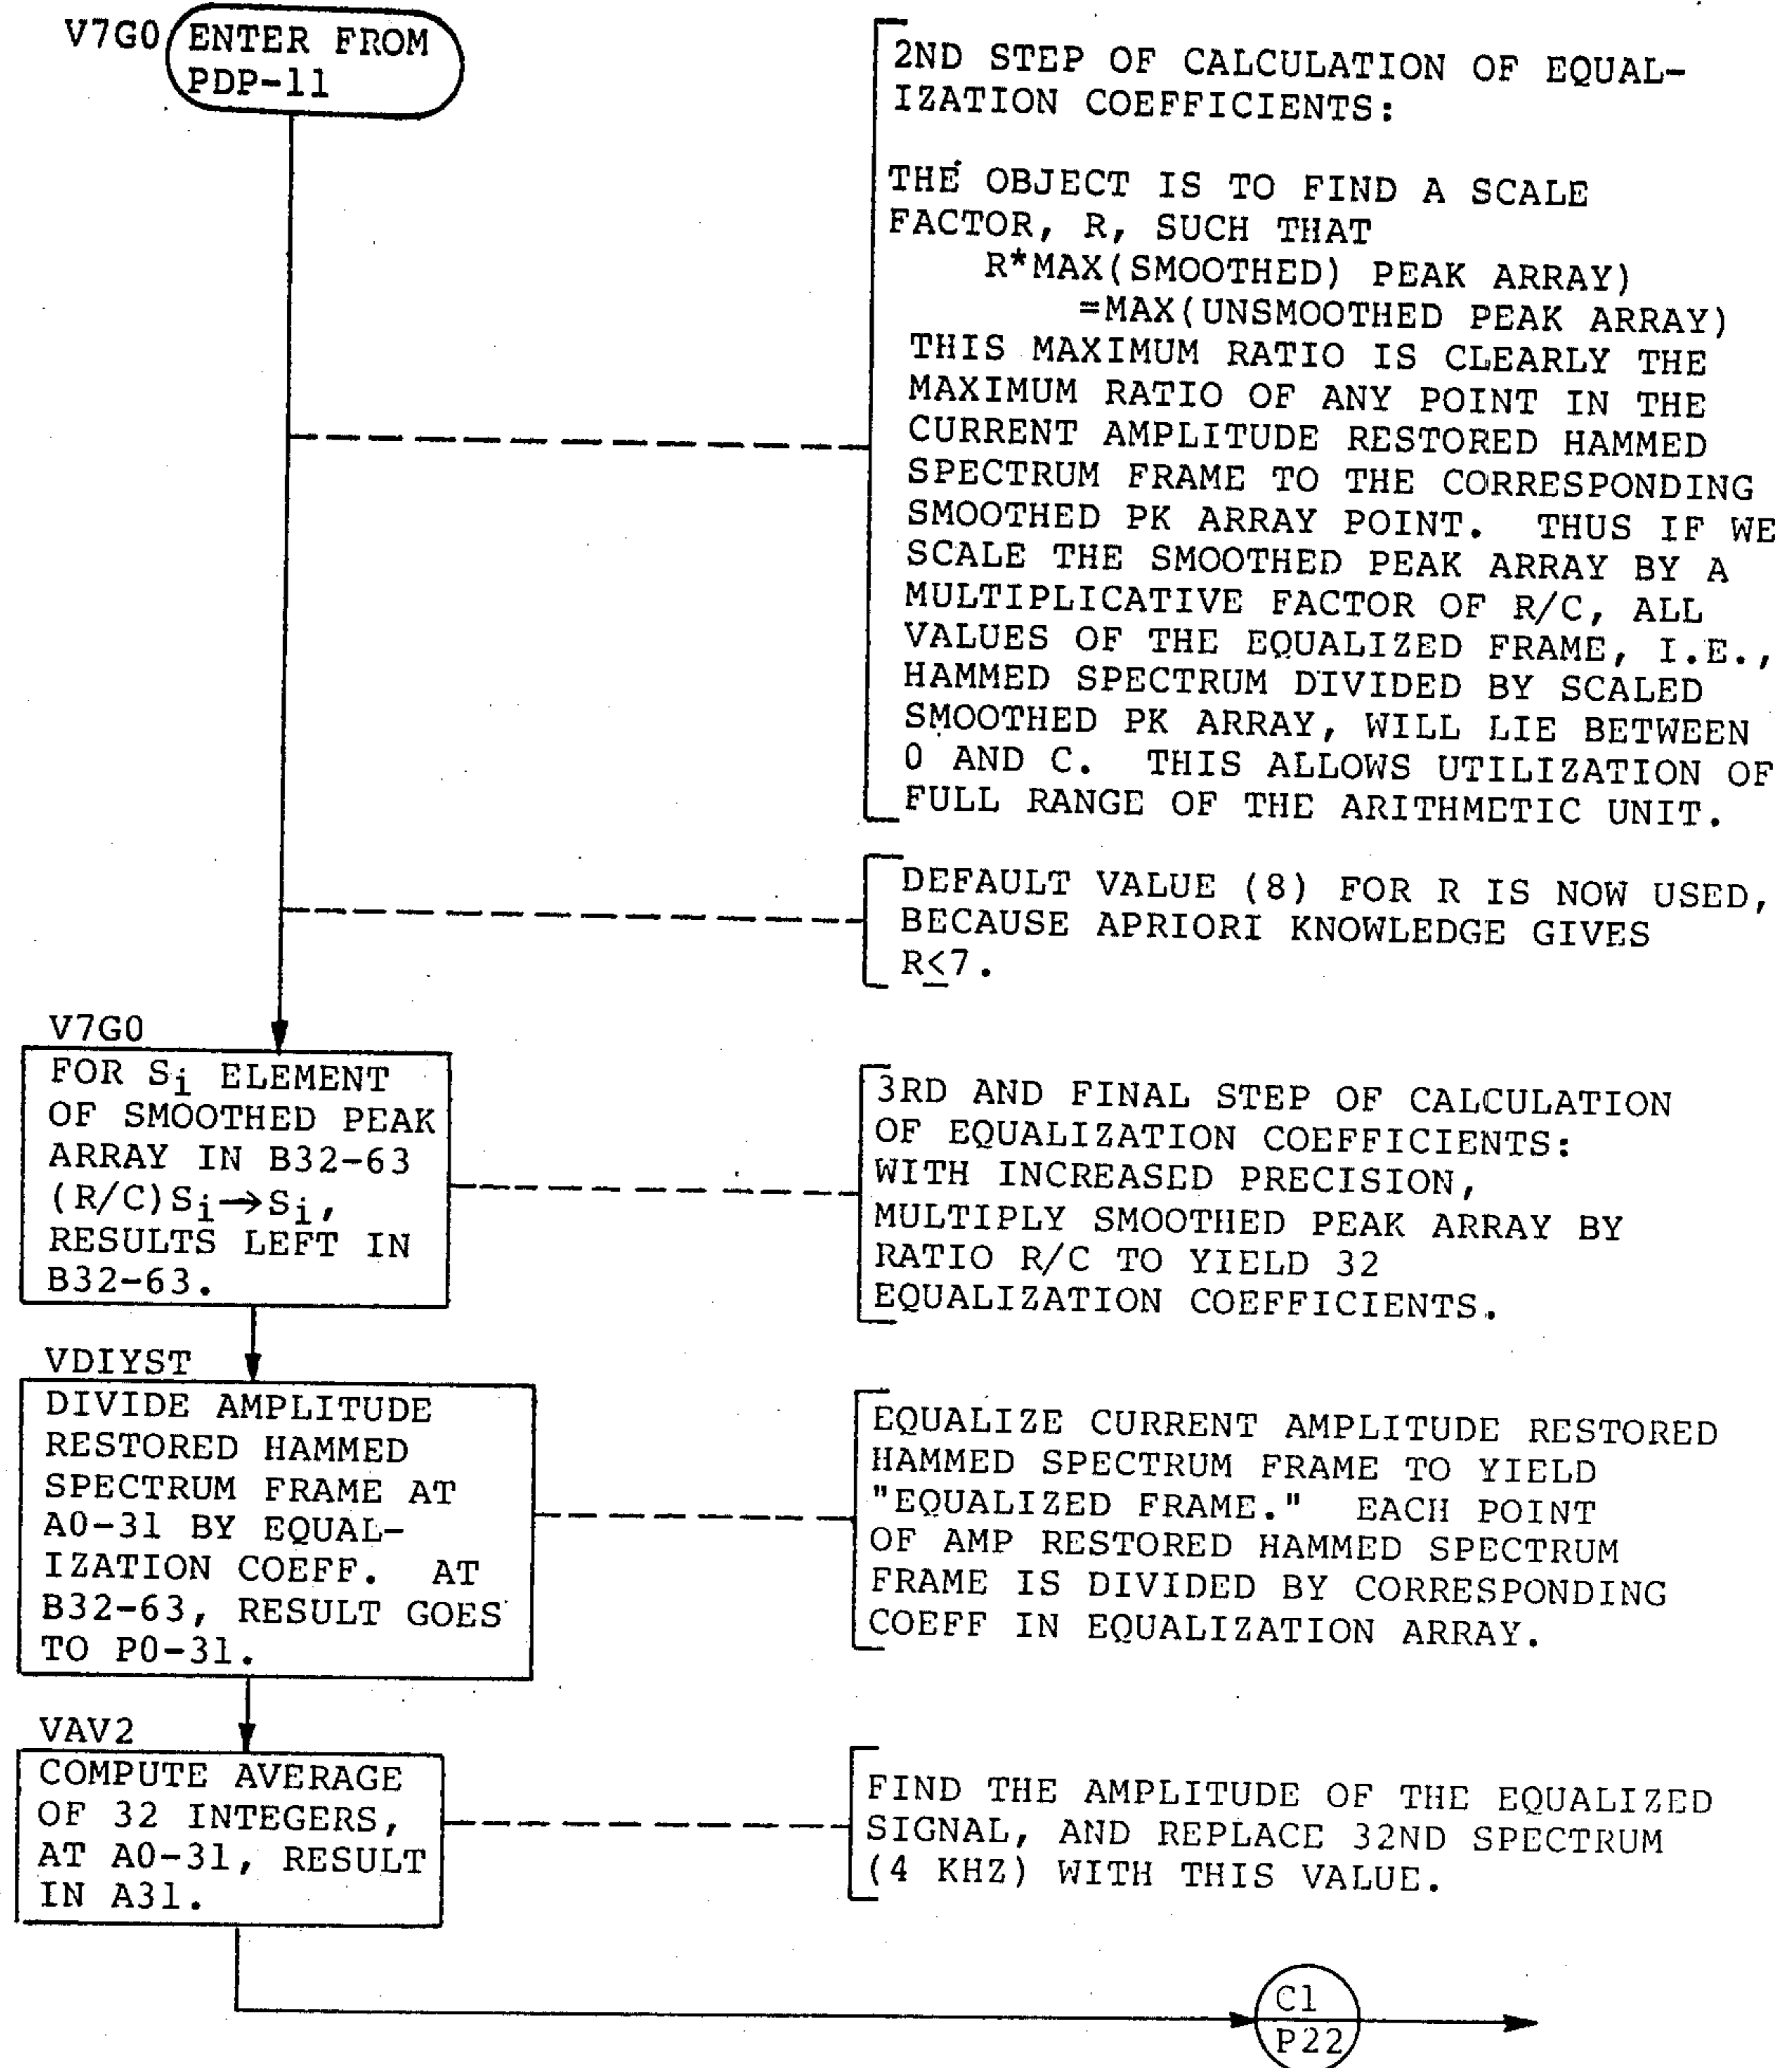 V7G0 ENTER FROM
PDP-11
2ND STEP OF CALCULATION OF EQUAL-
IZATION COEFFICIENTS:
THE OBJECT IS TO FIND A SCALE
FACTOR, R, SUCH THAT
R*MAX(SMOOTHED) PEAK ARRAY)
=MAX(UNSMOOTHED PEAK ARRAY)
THIS MAXIMUM RATIO IS CLEARLY THE
MAXIMUM RATIO OF ANY POINT IN THE
CURRENT AMPLITUDE RESTORED HAMMED
SPECTRUM FRAME TO THE CORRESPONDING
SMOOTHED PK ARRAY POINT. THUS IF WE
SCALE THE SMOOTHED PEAK ARRAY BY A
MULTIPLICATIVE FACTOR OF R/C, ALL
VALUES OF THE EQUALIZED FRAME, I.E.,
HAMMED SPECTRUM DIVIDED BY SCALED
SMOOTHED PK ARRAY, WILL LIE BETWEEN
0 AND C. THIS ALLOWS UTILIZATION OF
FULL RANGE OF THE ARITHMETIC UNIT.
DEFAULT VALUE (8) FOR R IS NOW USED,
BECAUSE APRIORI KNOWLEDGE GIVES
R≤7.
V7G0
FOR Si ELEMENT
OF SMOOTHED PEAK
ARRAY IN B32-63
(R/C)Si→Si,
RESULTS LEFT IN
B32-63.
3RD AND FINAL STEP OF CALCULATION
OF EQUALIZATION COEFFICIENTS:
WITH INCREASED PRECISION,
MULTIPLY SMOOTHED PEAK ARRAY BY
RATIO R/C TO YIELD 32
EQUALIZATION COEFFICIENTS.
VDIYST
DIVIDE AMPLITUDE
RESTORED HAMMED
SPECTRUM FRAME AT
A0-31 BY EQUAL-
IZATION COEFF. AT
B32-63, RESULT GOES
TO P0-31.
EQUALIZE CURRENT AMPLITUDE RESTORED
HAMMED SPECTRUM FRAME TO YIELD
"EQUALIZED FRAME." EACH POINT
OF AMP RESTORED HAMMED SPECTRUM
FRAME IS DIVIDED BY CORRESPONDING
COEFF IN EQUALIZATION ARRAY.
VAV2
COMPUTE AVERAGE
OF 32 INTEGERS,
AT A0-31, RESULT
IN A31.
FIND THE AMPLITUDE OF THE EQUALIZED
SIGNAL, AND REPLACE 32ND SPECTRUM
(4 KHZ) WITH THIS VALUE.
C1
P22